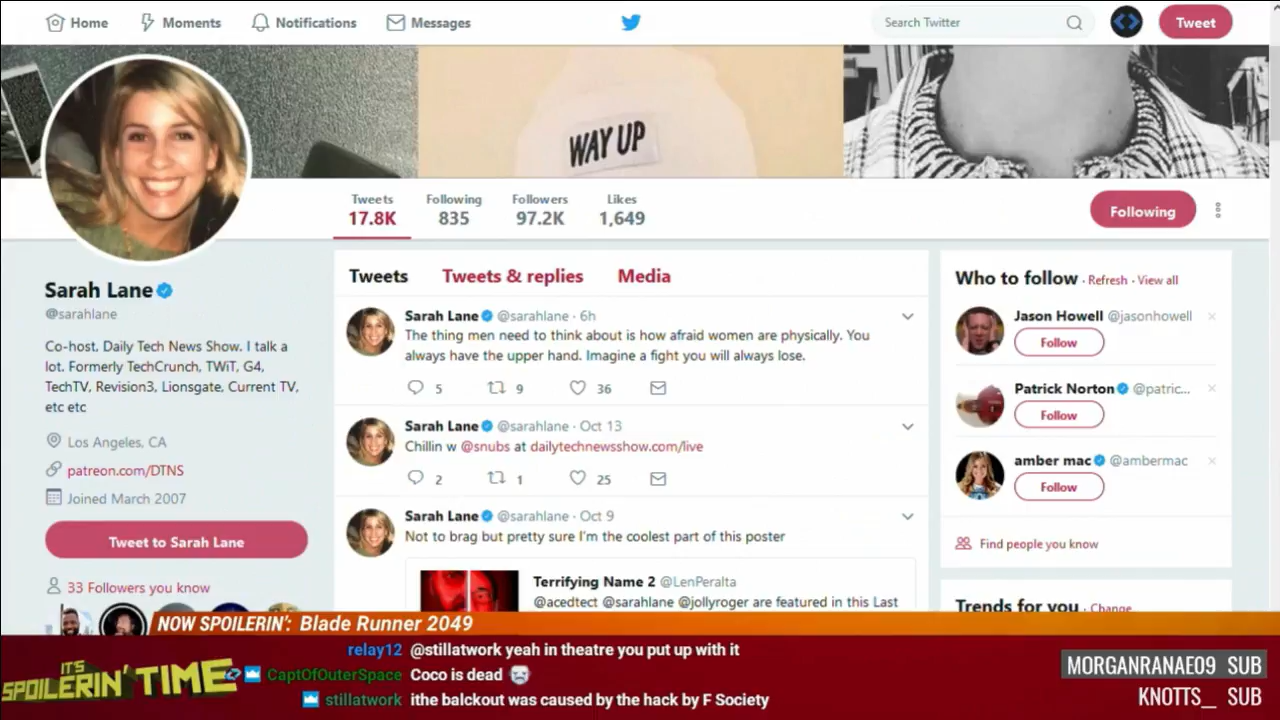 Home
Moments
Notifications
Messages
Search Twitter
Tweet
WAY UP
Tweets
17.8K
Following
835
Followers
97.2K
Likes
1,649
Following
Sarah Lane
@sarahlane
Co-host, Daily Tech News Show. I talk a
lot. Formerly TechCrunch, TWiT, G4,
TechTV, Revision3, Lionsgate, Current TV,
etc etc
Los Angeles, CA
patreon.com/DTNS
Joined March 2007
Tweet to Sarah Lane
33 Followers you know
Tweets Tweets & replies Media
Sarah Lane @sarahlane · 6h
The thing men need to think about is how afraid women are physically. You
always have the upper hand. Imagine a fight you will always lose.
5 9 36
Sarah Lane @sarahlane · Oct 13
Chillin w @snubs at dailytechnewsshow.com/live
2 1 25
Sarah Lane @sarahlane · Oct 9
Not to brag but pretty sure I'm the coolest part of this poster
Terrifying Name 2 @LenPeralta
@acedtect @sarahlane @jollyroger are featured in this Last
Who to follow · Refresh · View all
Jason Howell @jasonhowell
Follow
Patrick Norton @patric...
Follow
amber mac @ambermac
Follow
Find people you know
Trends for you · Change
NOW SPOILERIN': Blade Runner 2049
IT'S
SPOILERIN' TIME
relay12 @stillatwork yeah in theatre you put up with it
CaptOfOuterSpace Coco is dead
stillatwork ithe balckout was caused by the hack by F Society
MORGANRANAE09 SUB
KNOTTS__ SUB